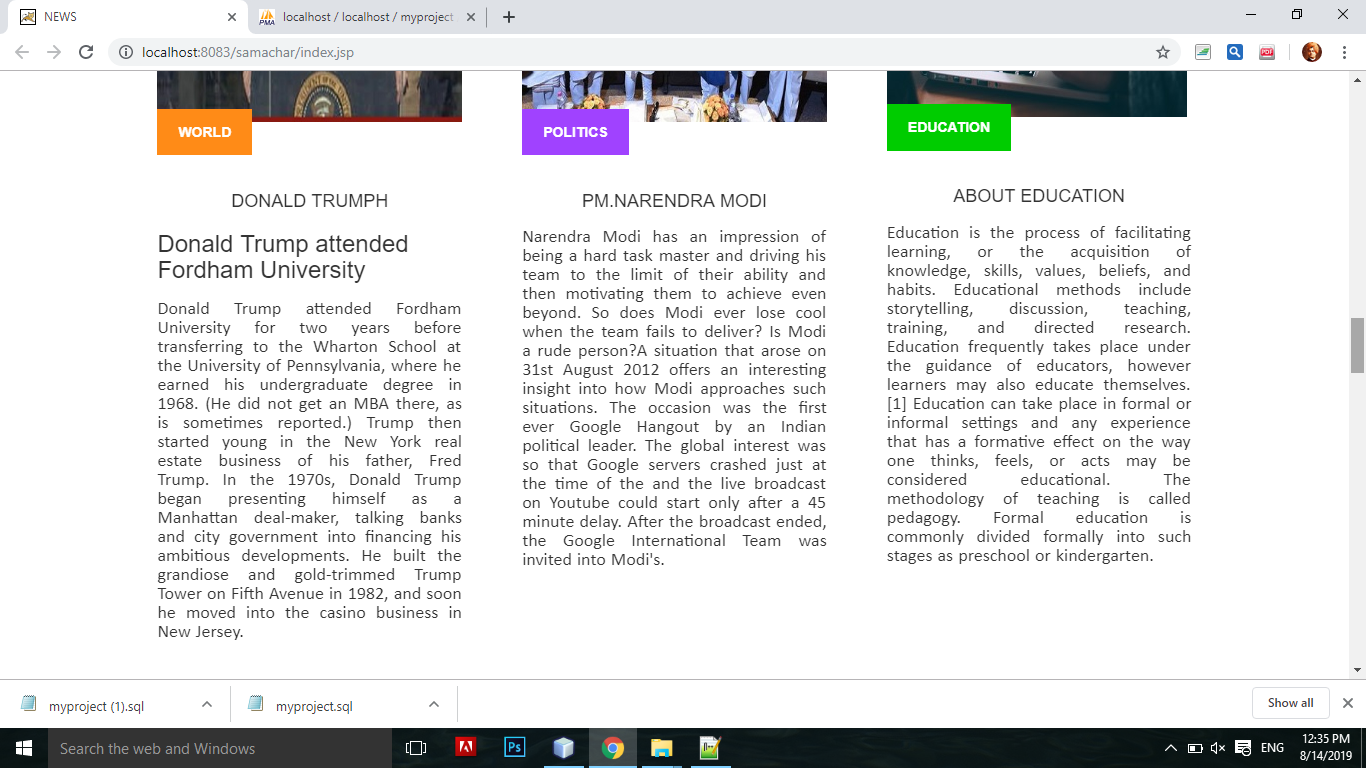 NEWS
localhost / localhost / myproject
localhost:8083/samachar/index.jsp
WORLD
DONALD TRUMPH
Donald Trump attended
Fordham University
Donald Trump attended Fordham
University for two years before
transferring to the Wharton School at
the University of Pennsylvania, where he
earned his undergraduate degree in
1968. (He did not get an MBA there, as
is sometimes reported.) Trump then
started young in the New York real
estate business of his father, Fred
Trump. In the 1970s, Donald Trump
began presenting himself as a
Manhattan deal-maker, talking banks
and city government into financing his
ambitious developments. He built the
grandiose and gold-trimmed Trump
Tower on Fifth Avenue in 1982, and soon
he moved into the casino business in
New Jersey.
POLITICS
PM.NARENDRA MODI
Narendra Modi has an impression of
being a hard task master and driving his
team to the limit of their ability and
then motivating them to achieve even
beyond. So does Modi ever lose cool
when the team fails to deliver? Is Modi
a rude person?A situation that arose on
31st August 2012 offers an interesting
insight into how Modi approaches such
situations. The occasion was the first
ever Google Hangout by an Indian
political leader. The global interest was
so that Google servers crashed just at
the time of the and the live broadcast
on Youtube could start only after a 45
minute delay. After the broadcast ended,
the Google International Team was
invited into Modi's.
EDUCATION
ABOUT EDUCATION
Education is the process of facilitating
learning, or the acquisition of
knowledge, skills, values, beliefs, and
habits. Educational methods include
storytelling, discussion, teaching,
training, and directed research.
Education frequently takes place under
the guidance of educators, however
learners may also educate themselves.
[1] Education can take place in formal or
informal settings and any experience
that has a formative effect on the way
one thinks, feels, or acts may be
considered educational. The
methodology of teaching is called
pedagogy. Formal education is
commonly divided formally into such
stages as preschool or kindergarten.
myproject (1).sql
myproject.sql
Show all
Search the web and Windows
ENG
12:35 PM
8/14/2019